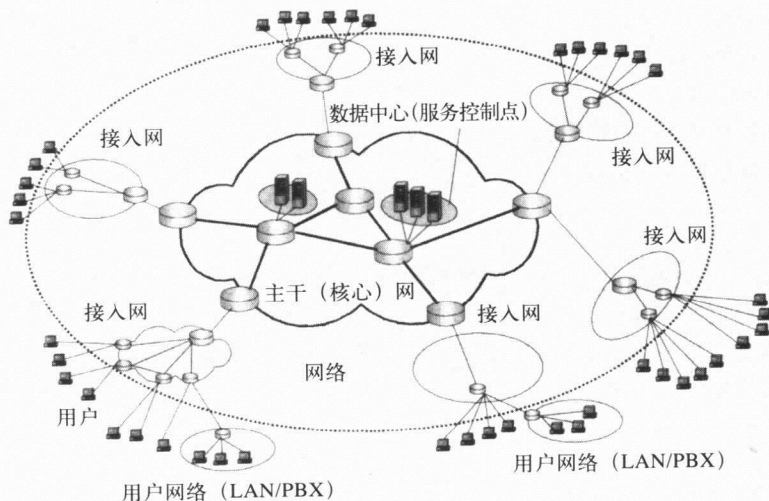 接入网
数据中心(服务控制点)
接入网
接入网
接入网
主干（核心）网
接入网
接入网
网络
用户
用户网络（LAN/PBX）
用户网络（LAN/PBX）